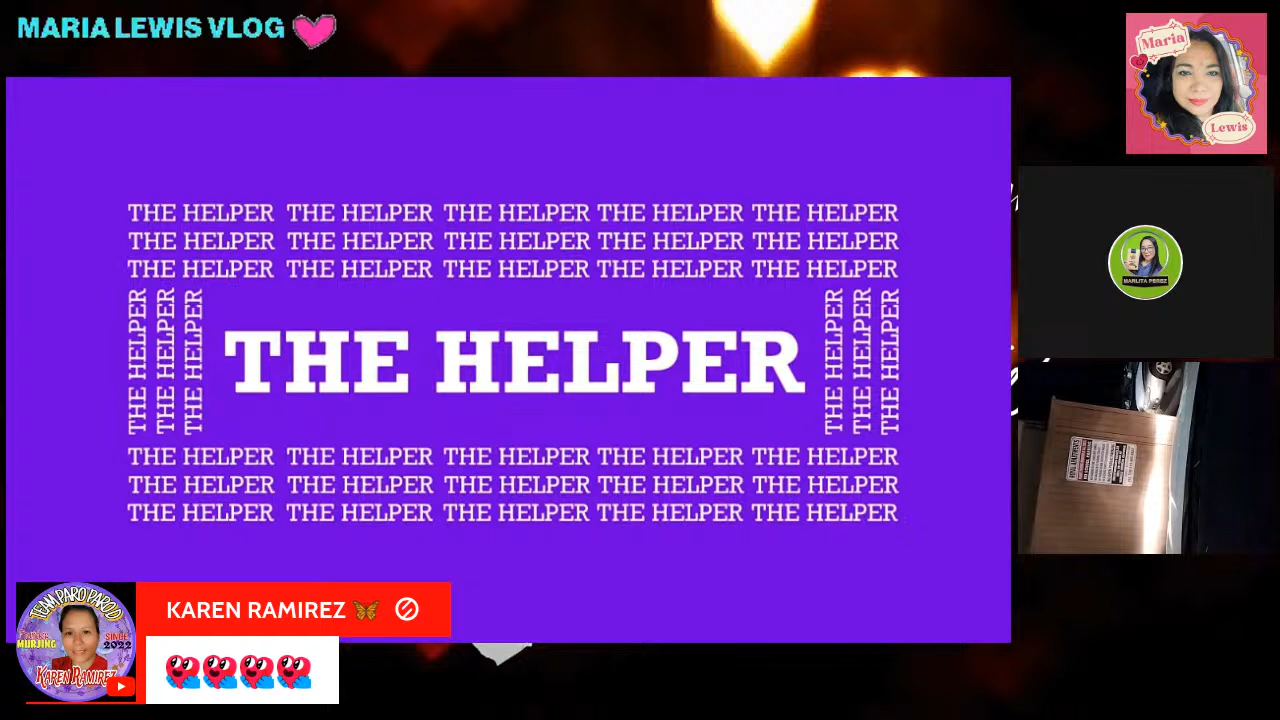 MARIA LEWIS VLOG
Maria
Lewis
THE HELPER THE HELPER THE HELPER THE HELPER THE HELPER
THE HELPER THE HELPER THE HELPER THE HELPER THE HELPER
THE HELPER THE HELPER THE HELPER THE HELPER THE HELPER
THE HELPER
THE HELPER
THE HELPER
THE HELPER
THE HELPER
THE HELPER
THE HELPER
THE HELPER THE HELPER THE HELPER THE HELPER THE HELPER
THE HELPER THE HELPER THE HELPER THE HELPER THE HELPER
THE HELPER THE HELPER THE HELPER THE HELPER THE HELPER
MARLITA PEREZ
TEAM PARO PARO
MURJING
SINCE
2022
KAREN RAMIREZ
KAREN RAMIREZ